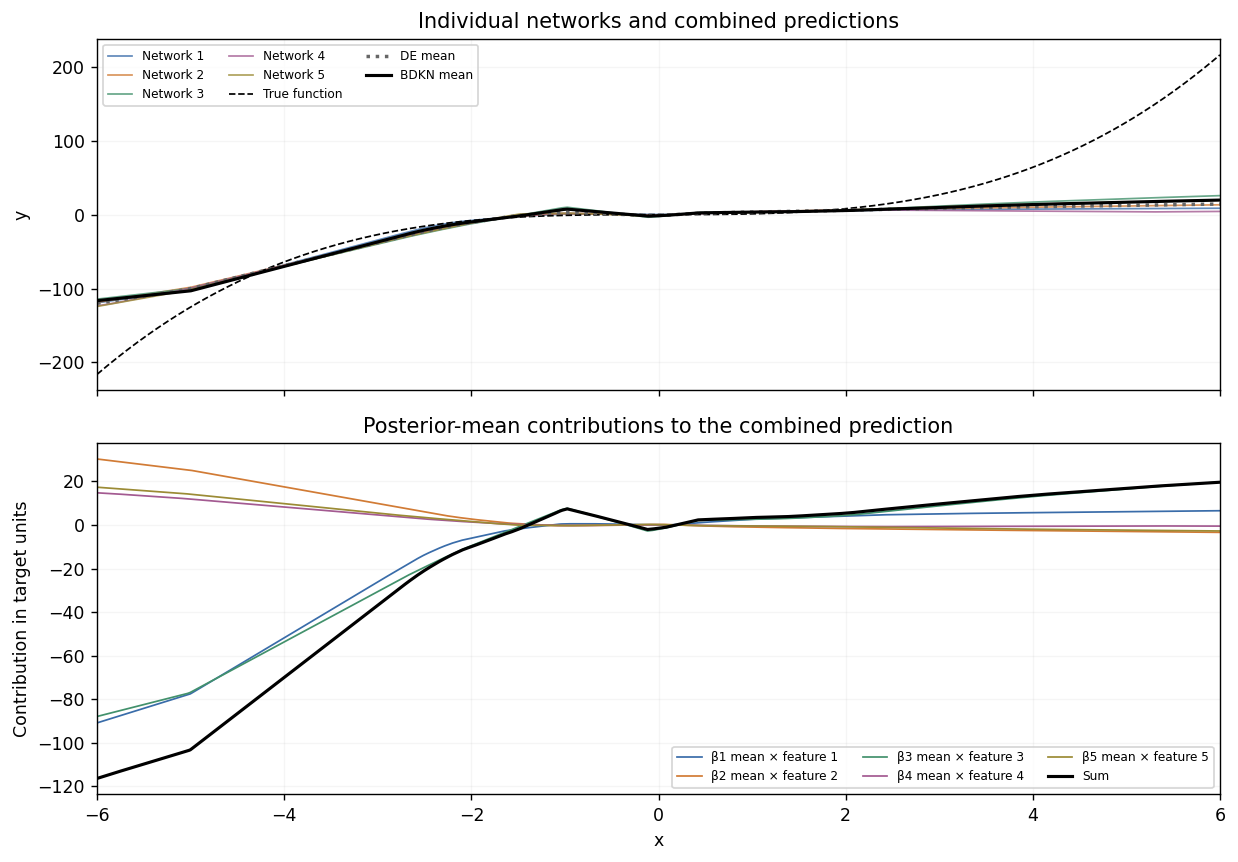 Individual networks and combined predictions
Network 1
Network 2
Network 3
Network 4
Network 5
True function
DE mean
BDKN mean
200
100
0
−100
−200
y
Posterior-mean contributions to the combined prediction
20
0
−20
−40
−60
−80
−100
−120
Contribution in target units
β1 mean × feature 1
β2 mean × feature 2
β3 mean × feature 3
β4 mean × feature 4
β5 mean × feature 5
Sum
−6
−4
−2
0
2
4
6
x